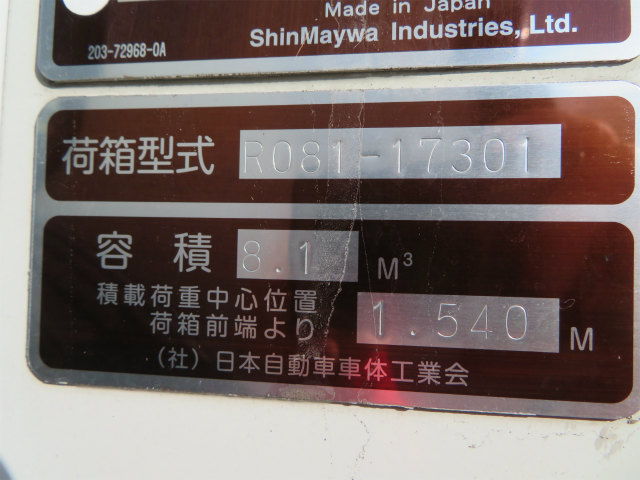 Made in Japan
203-72968-0A
ShinMaywa Industries, Ltd.
荷箱型式 R081-17301
容積 8.1 M³
積載荷重中心位置
荷箱前端より 1.540 M
（社）日本自動車車体工業会